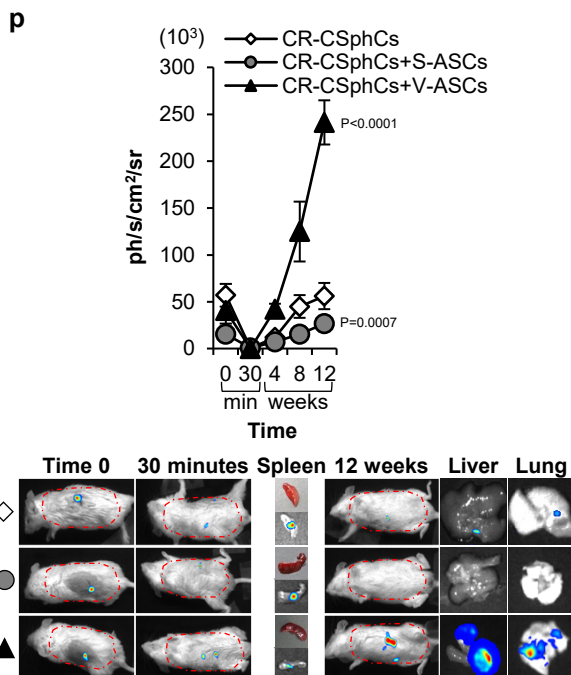 p
(10³)
CR-CSphCs
CR-CSphCs+S-ASCs
CR-CSphCs+V-ASCs
300
250
200
150
100
50
0
ph/s/cm²/sr
P<0.0001
P=0.0007
0 30 4 8 12
min weeks
Time
Time 0 30 minutes Spleen 12 weeks Liver Lung